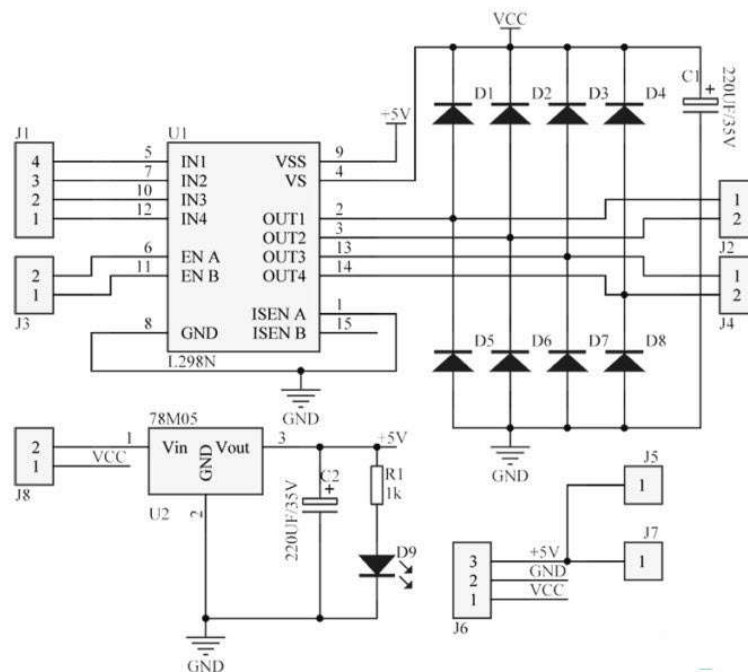 VCC
D1 D2 D3 D4
C1
+
220UF/35V
+5V
J1
U1
4 5 IN1 VSS 9
3 7 IN2 VS 4
2 10 IN3
1 12 IN4 OUT1 2
OUT2 3
2 6 EN A OUT3 13
1 11 EN B OUT4 14
J3
ISEN A 1
8 GND ISEN B 15
L298N
GND
1
2
J2
1
2
J4
D5 D6 D7 D8
GND
78M05
2 1 Vin Vout 3 +5V
1 VCC
GND
J8
U2
2
C2
+
220UF/35V
R1
1k
D9
GND
J5
1
J7
3 +5V 1
2 GND
1 VCC
J6